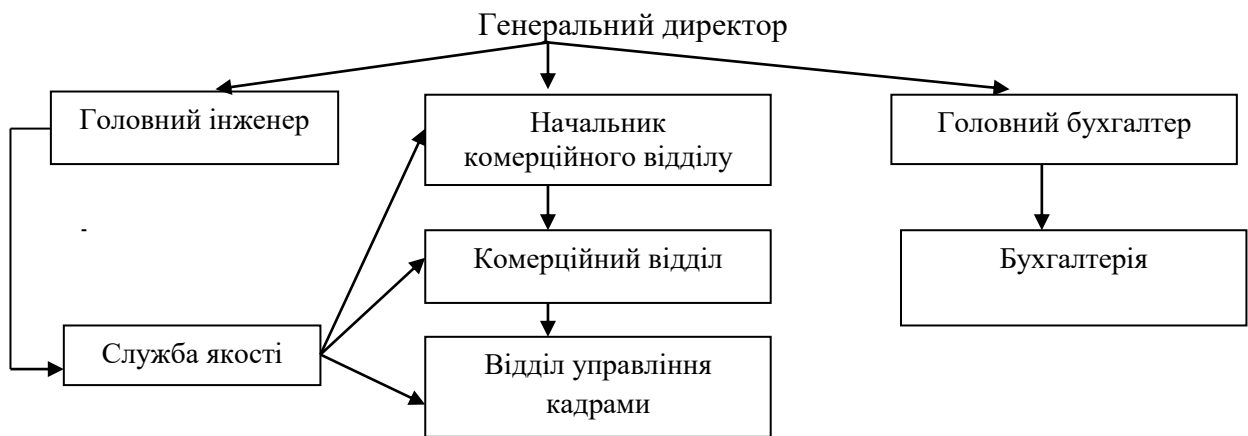 Генеральний директор
Головний інженер
Начальник
комерційного відділу
Головний бухгалтер
-
Комерційний відділ
Бухгалтерія
Служба якості
Відділ управління
кадрами